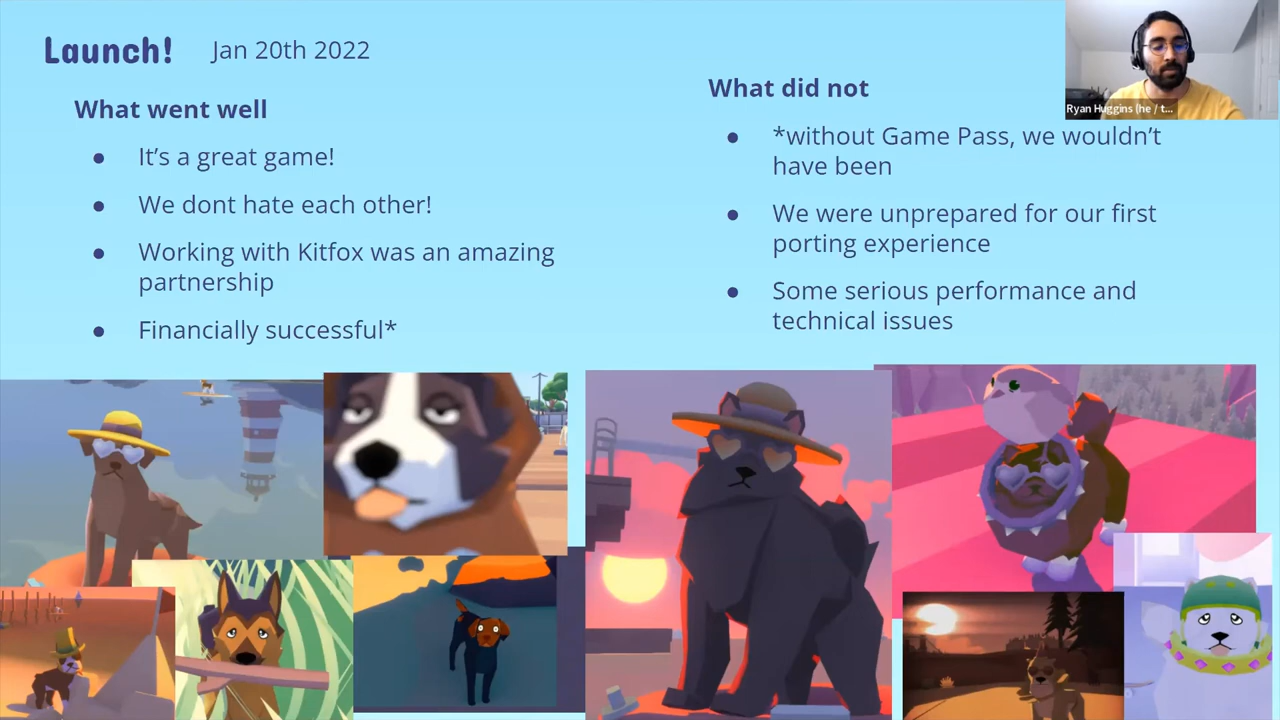 Launch! Jan 20th 2022
What went well
● It’s a great game!
● We dont hate each other!
● Working with Kitfox was an amazing
partnership
● Financially successful*
What did not
● *without Game Pass, we wouldn’t
have been
● We were unprepared for our first
porting experience
● Some serious performance and
technical issues
Ryan Huggins (he / t...